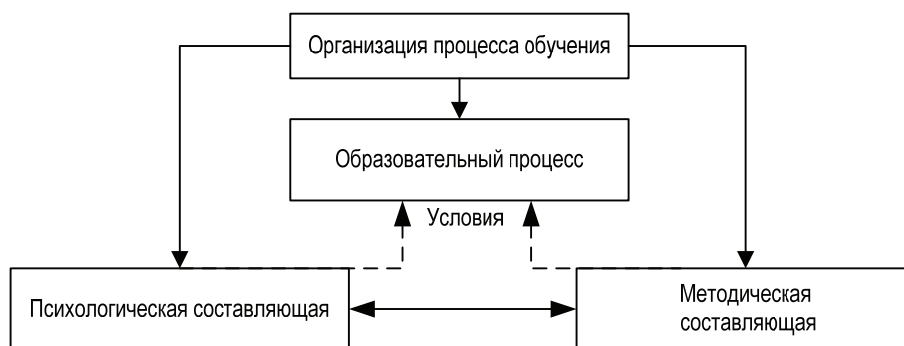 Организация процесса обучения
Образовательный процесс
Условия
Психологическая составляющая
Методическая
составляющая